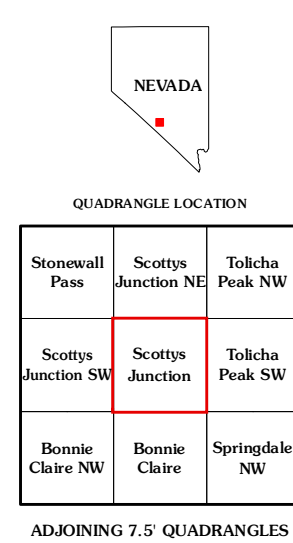 NEVADA
QUADRANGLE LOCATION
Stonewall
Pass
Scottys
Junction NE
Tolicha
Peak NW
Scottys
Junction SW
Scottys
Junction
Tolicha
Peak SW
Bonnie
Claire NW
Bonnie
Claire
Springdale
NW
ADJOINING 7.5' QUADRANGLES